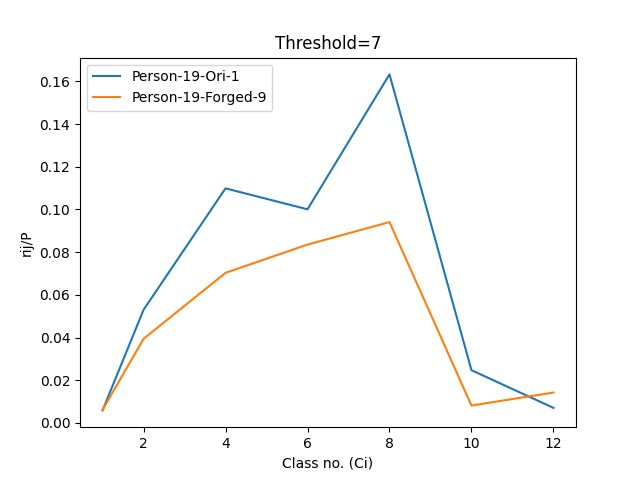 Threshold=7
Person-19-Ori-1
Person-19-Forged-9
0.16
0.14
0.12
0.10
0.08
0.06
0.04
0.02
0.00
rij/P
2 4 6 8 10 12
Class no. (Ci)